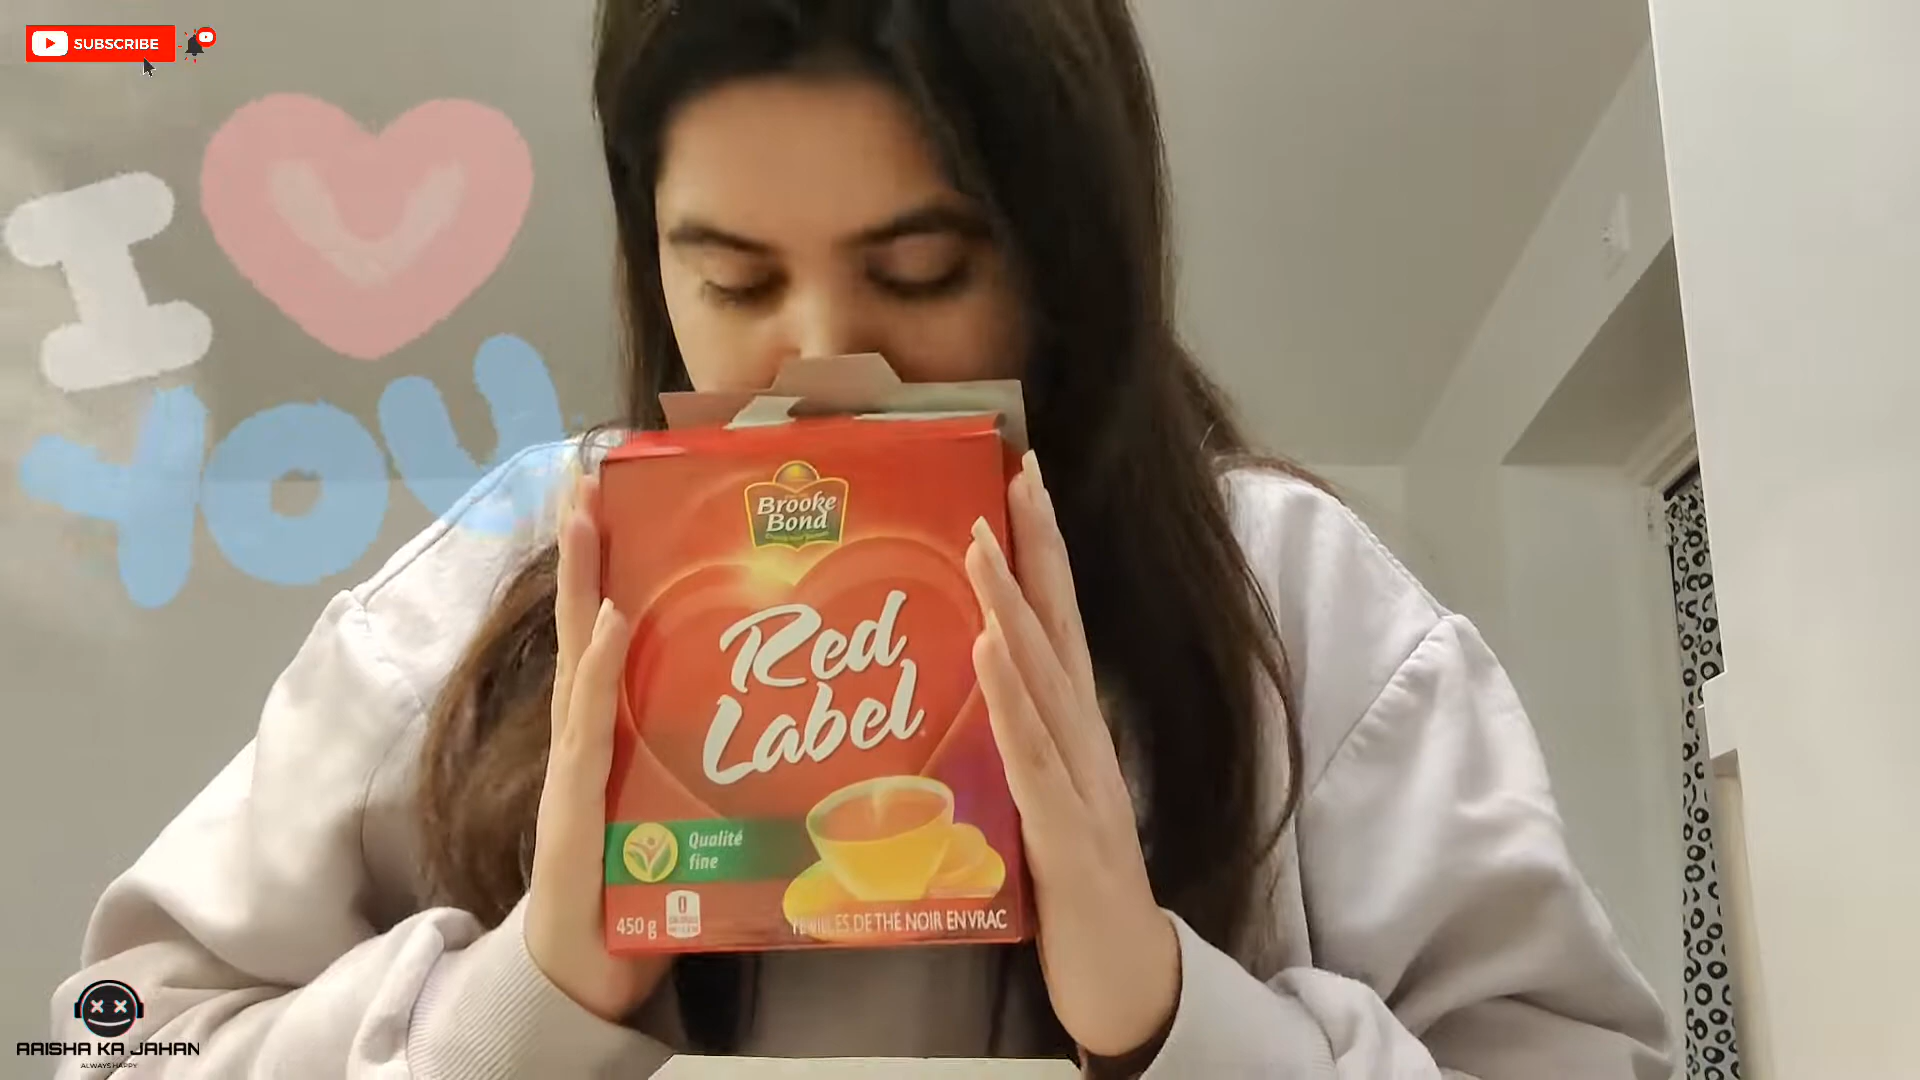 SUBSCRIBE
I
YOU
Brooke
Bond
Red
Label
Qualité
fine
450 g
0
FEUILLES DE THÉ NOIR EN VRAC
AAISHA KA JAHAN
ALWAYS HAPPY